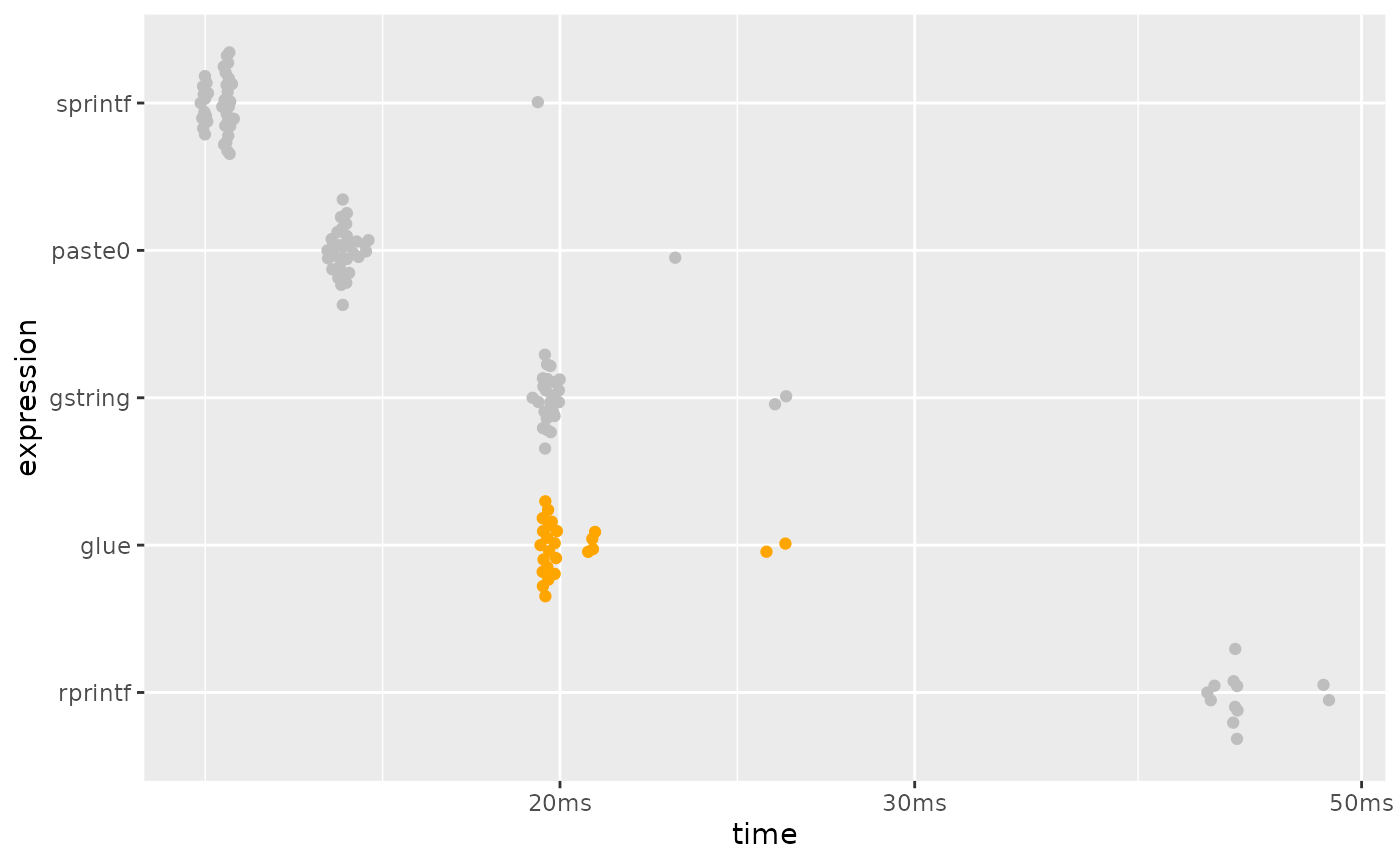 expression
sprintf
paste0
gstring
glue
rprintf
20ms
30ms
50ms
time